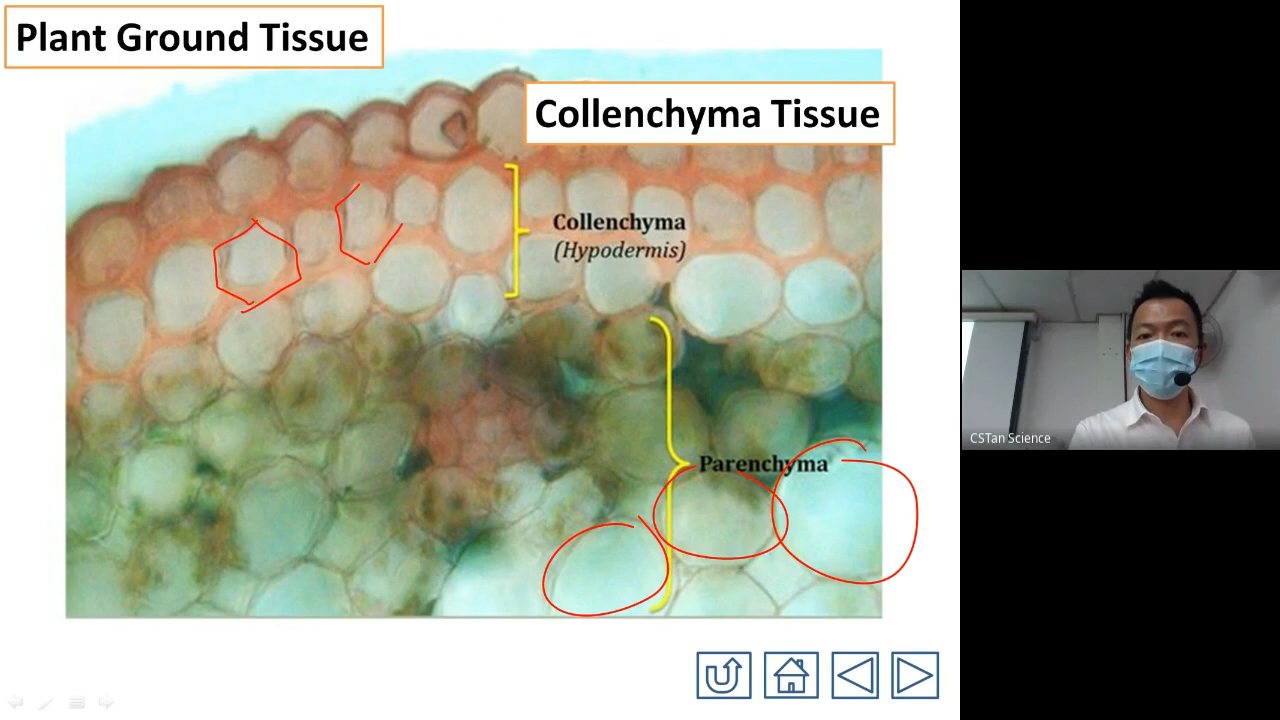 Plant Ground Tissue
Collenchyma Tissue
Collenchyma
(Hypodermis)
Parenchyma
CSTan Science